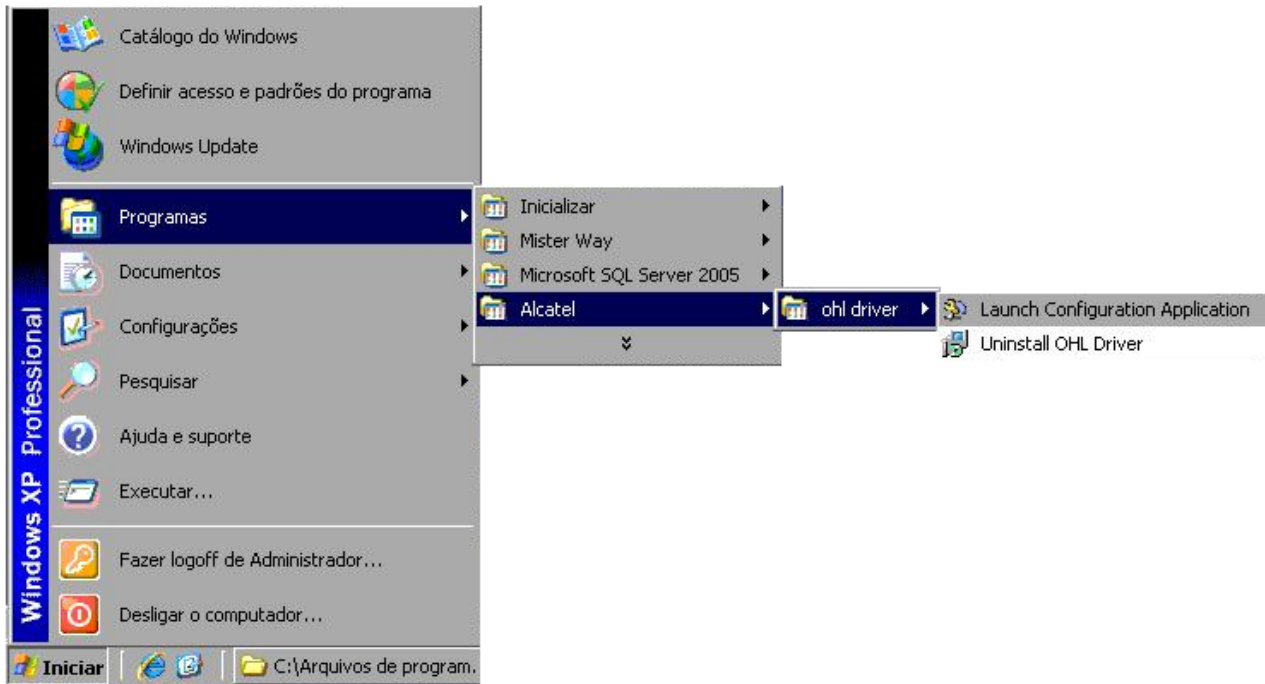 Catálogo do Windows
Definir acesso e padrões do programa
Windows Update
Programas
Documentos
Configurações
Pesquisar
Ajuda e suporte
Executar...
Fazer logoff de Administrador...
Desligar o computador...
Windows XP Professional
Inicializar
Mister Way
Microsoft SQL Server 2005
Alcatel
ohl driver
Launch Configuration Application
Uninstall OHL Driver
Iniciar
C:\Arquivos de program.